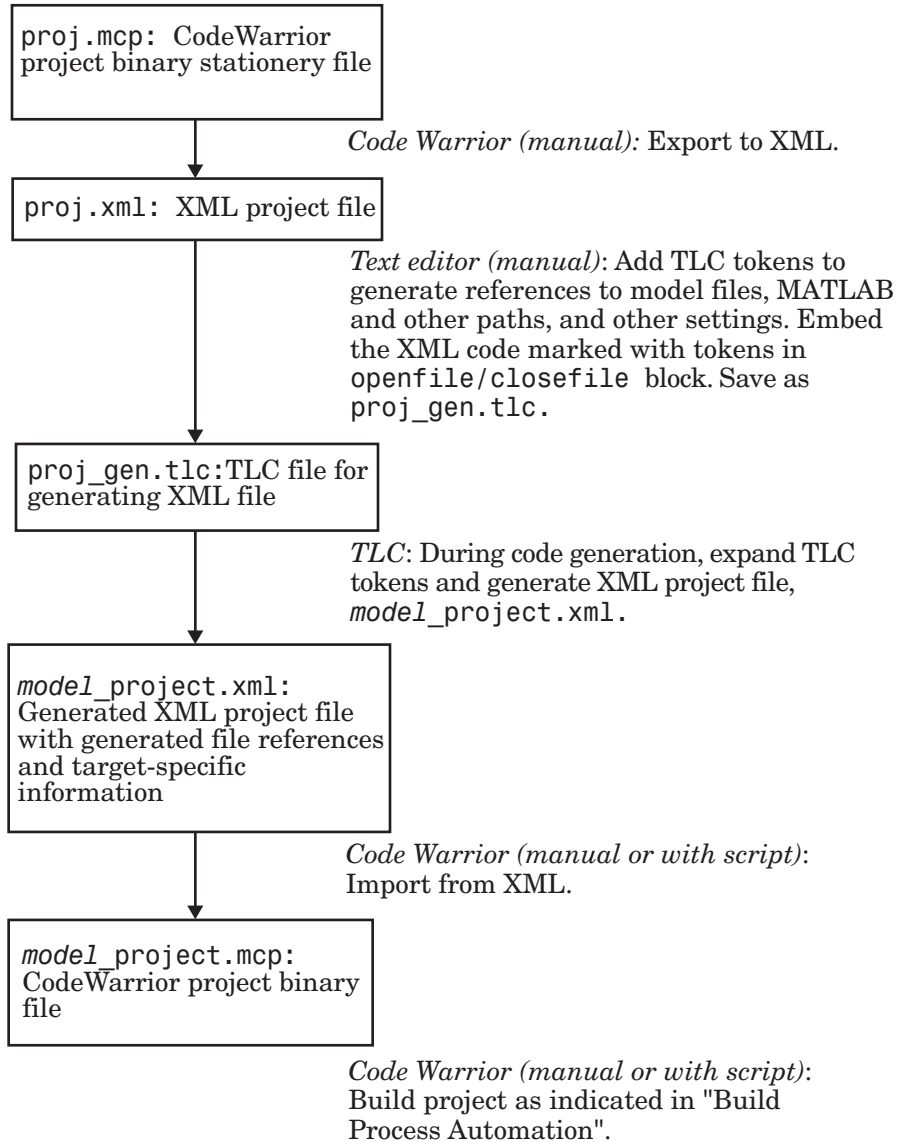 proj.mcp: CodeWarrior
project binary stationery file
Code Warrior (manual): Export to XML.
proj.xml: XML project file
Text editor (manual): Add TLC tokens to
generate references to model files, MATLAB
and other paths, and other settings. Embed
the XML code marked with tokens in
openfile/closefile block. Save as
proj_gen.tlc.
proj_gen.tlc:TLC file for
generating XML file
TLC: During code generation, expand TLC
tokens and generate XML project file,
model_project.xml.
model_project.xml:
Generated XML project file
with generated file references
and target-specific
information
Code Warrior (manual or with script):
Import from XML.
model_project.mcp:
CodeWarrior project binary
file
Code Warrior (manual or with script):
Build project as indicated in "Build
Process Automation".